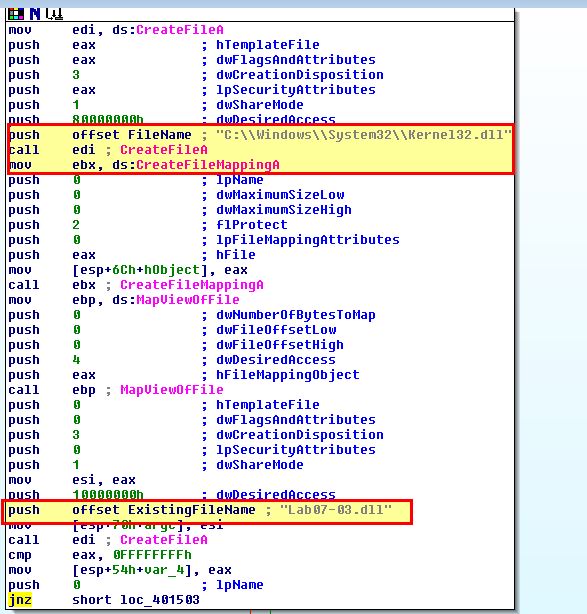 mov     edi, ds:CreateFileA
push    eax             ; hTemplateFile
push    eax             ; dwFlagsAndAttributes
push    3               ; dwCreationDisposition
push    eax             ; lpSecurityAttributes
push    1               ; dwShareMode
push    80000000h       ; dwDesiredAccess
push    offset FileName ; "C:\\Windows\\System32\\Kernel32.dll"
call    edi ; CreateFileA
mov     ebx, ds:CreateFileMappingA
push    0               ; lpName
push    0               ; dwMaximumSizeLow
push    0               ; dwMaximumSizeHigh
push    2               ; flProtect
push    0               ; lpFileMappingAttributes
push    eax             ; hFile
mov     [esp+6Ch+hObject], eax
call    ebx ; CreateFileMappingA
mov     ebp, ds:MapViewOfFile
push    0               ; dwNumberOfBytesToMap
push    0               ; dwFileOffsetLow
push    0               ; dwFileOffsetHigh
push    4               ; dwDesiredAccess
push    eax             ; hFileMappingObject
call    ebp ; MapViewOfFile
push    0               ; hTemplateFile
push    0               ; dwFlagsAndAttributes
push    3               ; dwCreationDisposition
push    0               ; lpSecurityAttributes
push    1               ; dwShareMode
mov     esi, eax
push    10000000h       ; dwDesiredAccess
push    offset ExistingFileName ; "Lab07-03.dll"
mov     [esp+70h+argc], esi
call    edi ; CreateFileA
cmp     eax, 0FFFFFFFFh
mov     [esp+54h+var_4], eax
push    0               ; lpName
jnz     short loc_401503